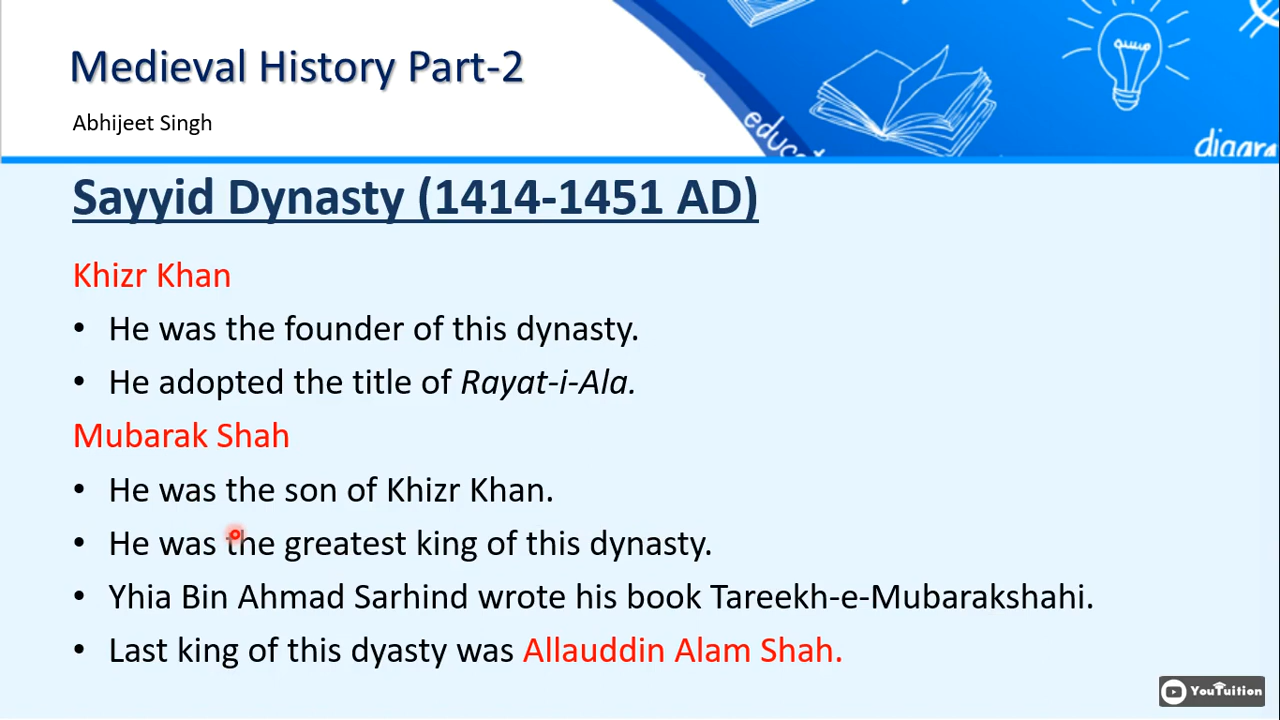 Medieval History Part-2
Abhijeet Singh
educat
diagra
Sayyid Dynasty (1414-1451 AD)
Khizr Khan
• He was the founder of this dynasty.
• He adopted the title of Rayat-i-Ala.
Mubarak Shah
• He was the son of Khizr Khan.
• He was the greatest king of this dynasty.
• Yhia Bin Ahmad Sarhind wrote his book Tareekh-e-Mubarakshahi.
• Last king of this dyasty was Allauddin Alam Shah.
YouTuition